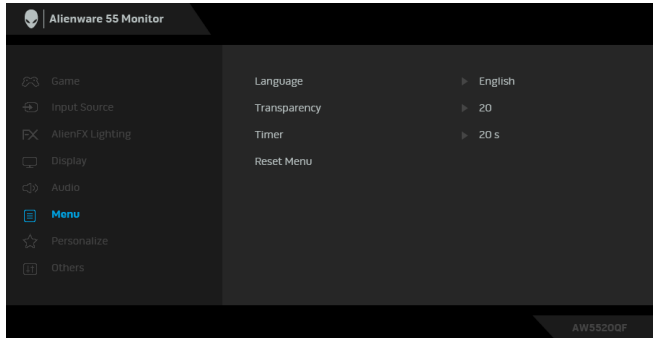 Alienware 55 Monitor
Game
Input Source
FX AlienFX Lighting
Display
Audio
Menu
Personalize
Others
Language English
Transparency 20
Timer 20 s
Reset Menu
AW5520QF